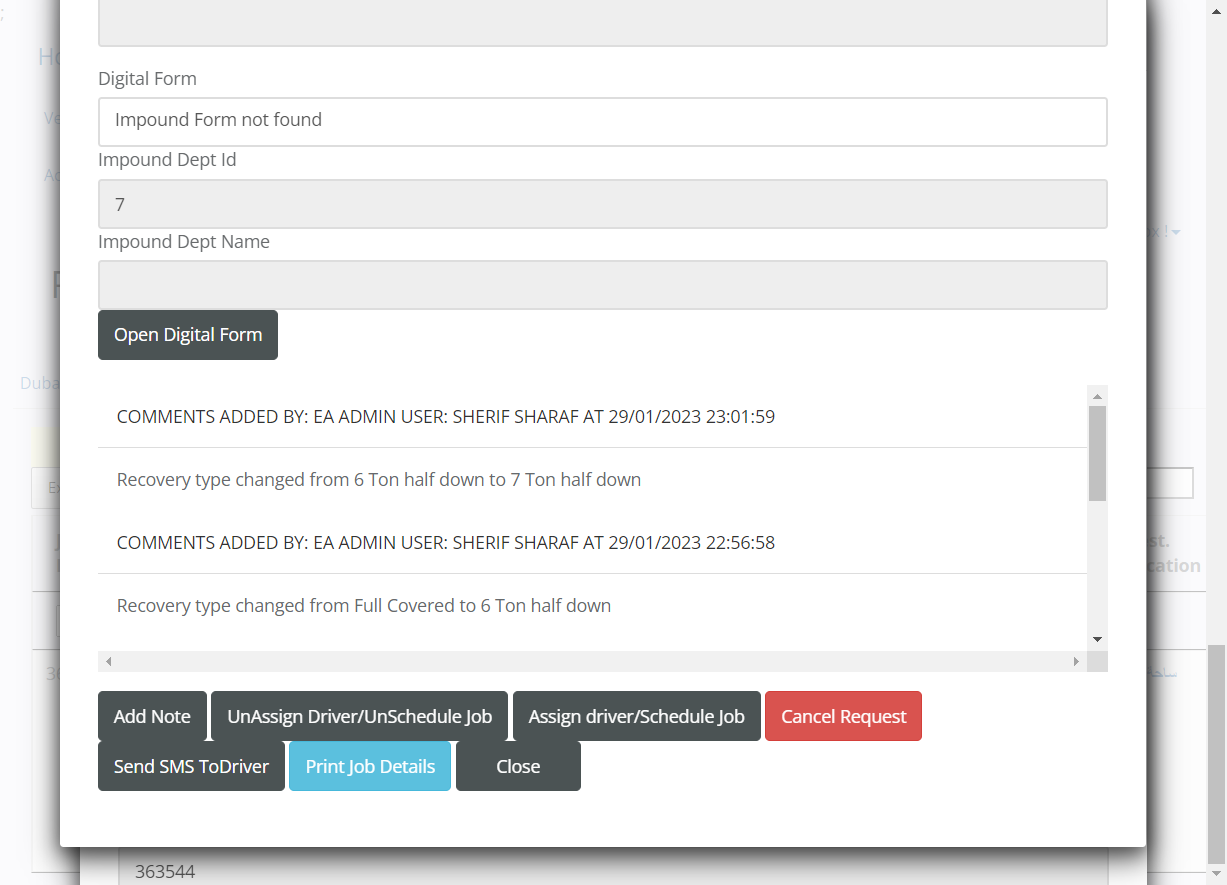 Digital Form
Impound Form not found
Impound Dept Id
7
Impound Dept Name
Open Digital Form
COMMENTS ADDED BY: EA ADMIN USER: SHERIF SHARAF AT 29/01/2023 23:01:59
Recovery type changed from 6 Ton half down to 7 Ton half down
COMMENTS ADDED BY: EA ADMIN USER: SHERIF SHARAF AT 29/01/2023 22:56:58
Recovery type changed from Full Covered to 6 Ton half down
Add Note UnAssign Driver/UnSchedule Job Assign driver/Schedule Job Cancel Request
Send SMS ToDriver Print Job Details Close
363544